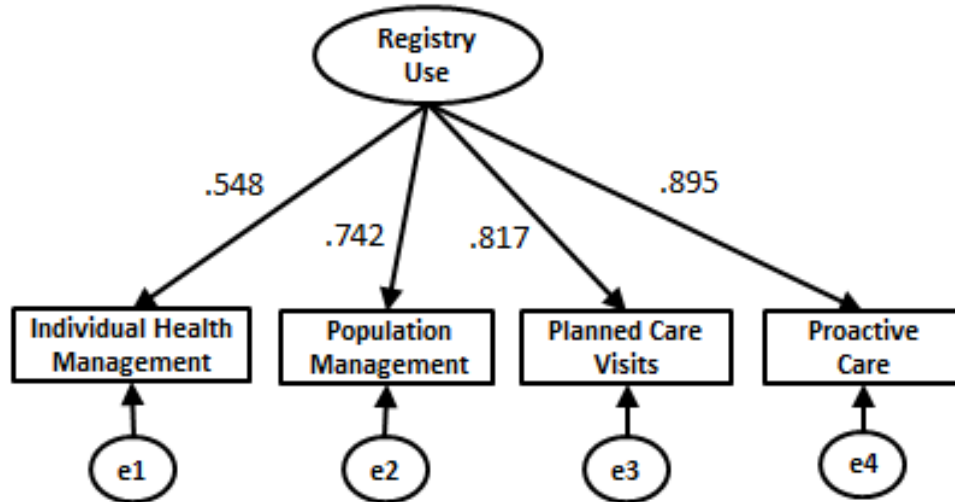 Registry
Use
.548
.742
.817
.895
Individual Health
Management
Population
Management
Planned Care
Visits
Proactive
Care
e1
e2
e3
e4